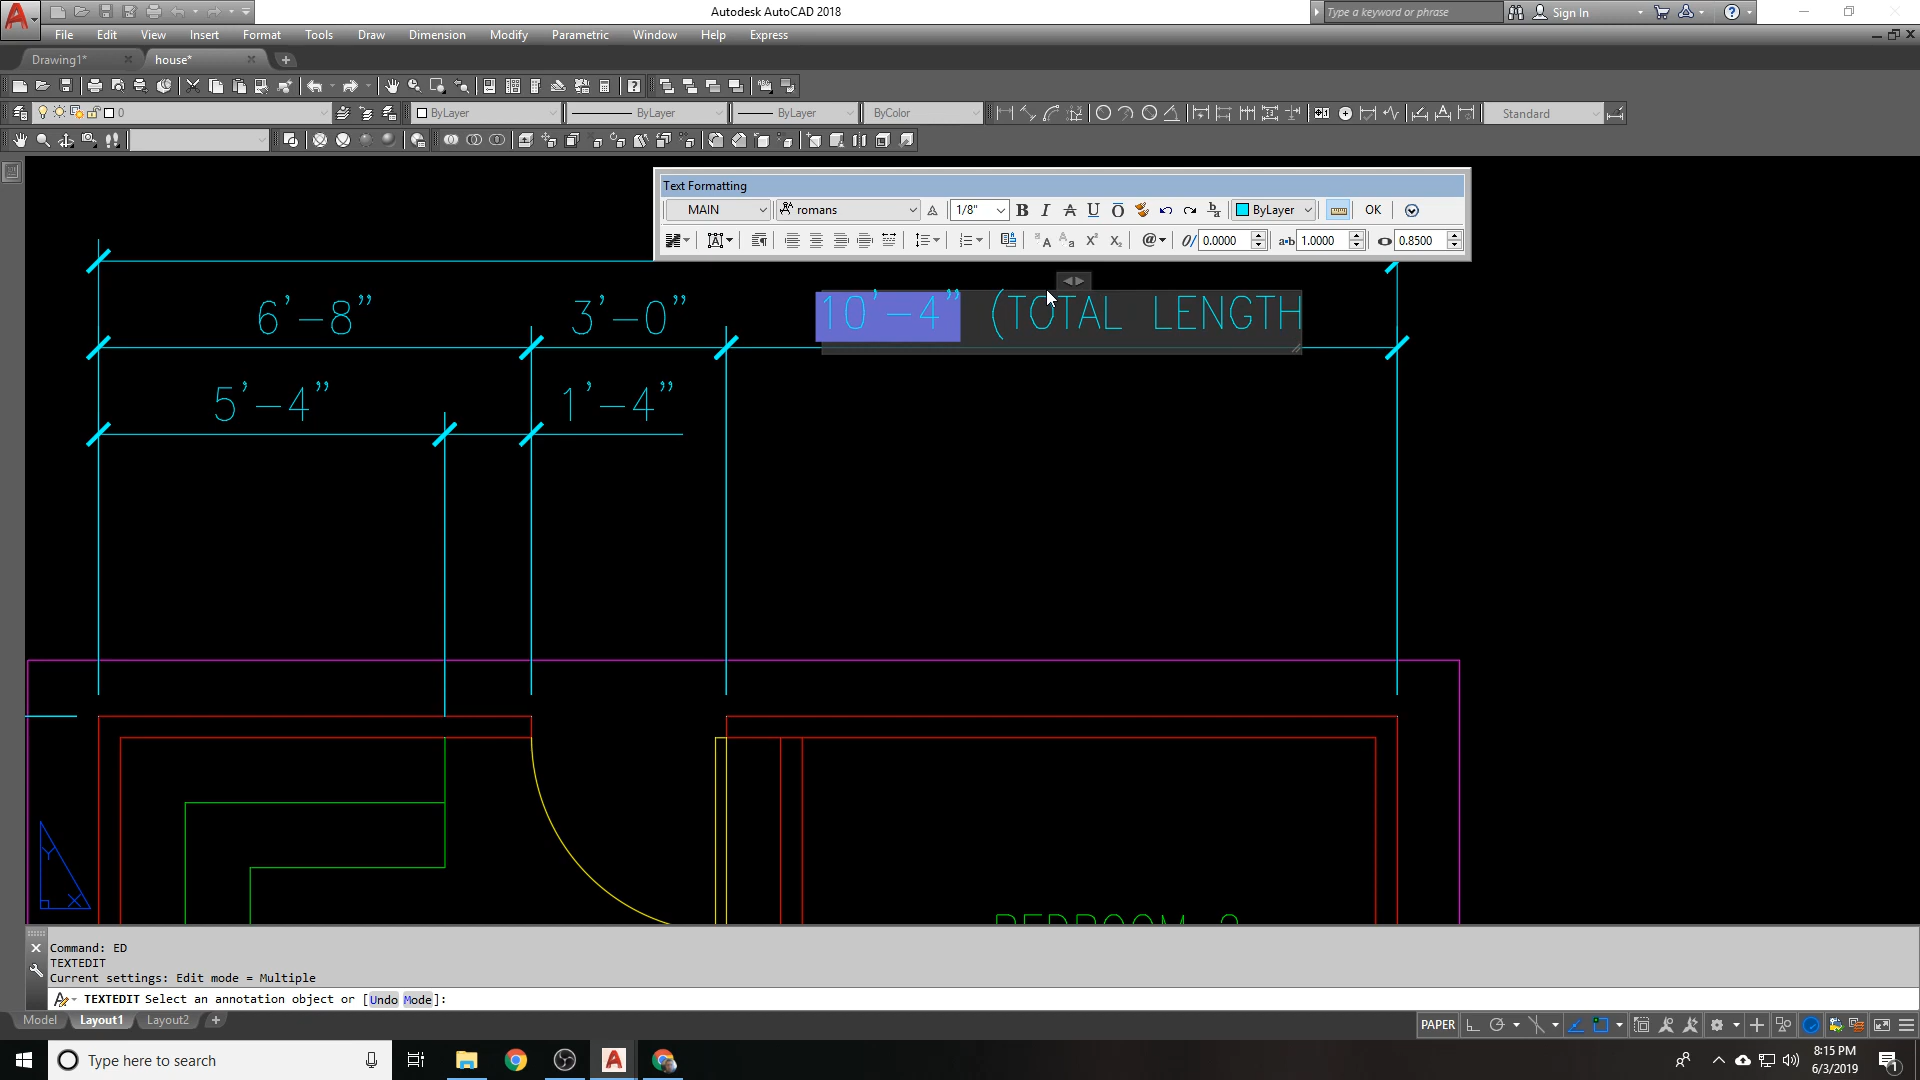 Autodesk AutoCAD 2018
Type a keyword or phrase
Sign In
File Edit View Insert Format Tools Draw Dimension Modify Parametric Window Help Express
Drawing1* house*
0 ByLayer ByLayer ByLayer ByColor Standard
Text Formatting
MAIN romans 1/8" B I A U O ByLayer OK
@ 0/ 0.0000 a•b 1.0000 0.8500
6'-8" 3'-0" 10'-4" (TOTAL LENGTH
5'-4" 1'-4"
Y
X
Command: ED
TEXTEDIT
Current settings: Edit mode = Multiple
TEXTEDIT Select an annotation object or [Undo Mode]:
Model Layout1 Layout2
PAPER
Type here to search
8:15 PM
6/3/2019
1